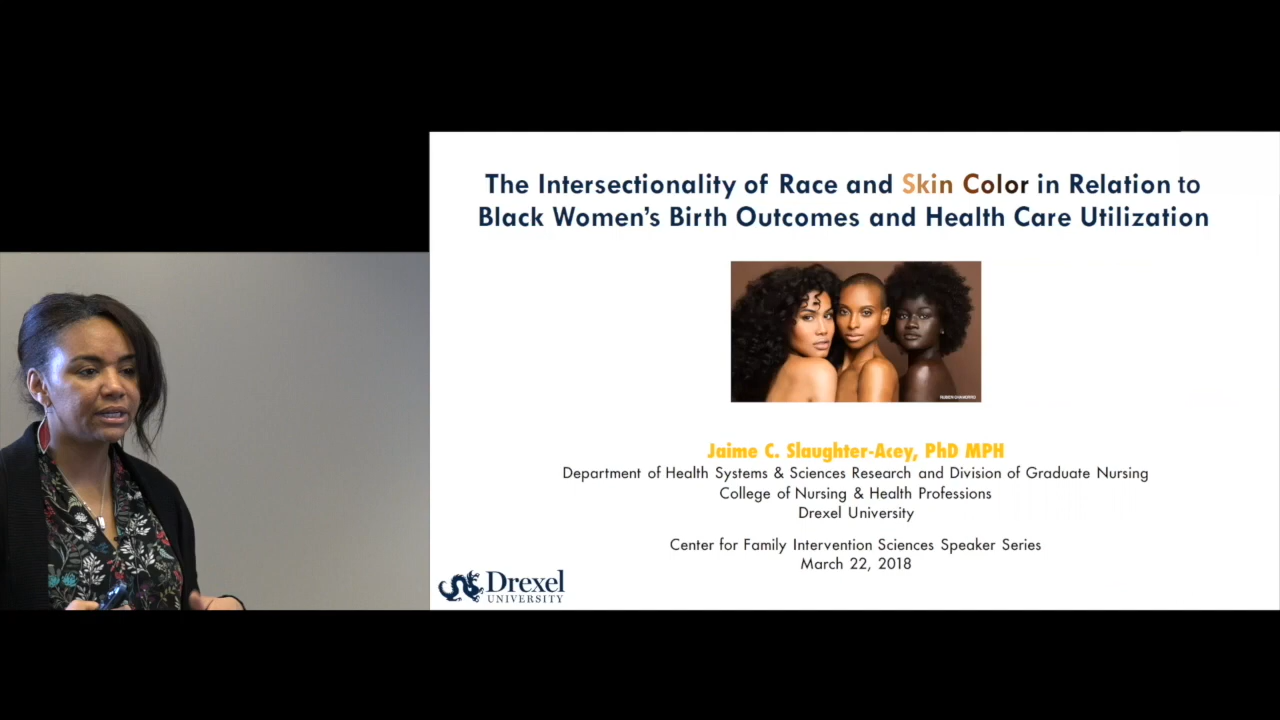 The Intersectionality of Race and Skin Color in Relation to
Black Women's Birth Outcomes and Health Care Utilization
Jaime C. Slaughter-Acey, PhD MPH
Department of Health Systems & Sciences Research and Division of Graduate Nursing
College of Nursing & Health Professions
Drexel University
Center for Family Intervention Sciences Speaker Series
March 22, 2018
Drexel
UNIVERSITY